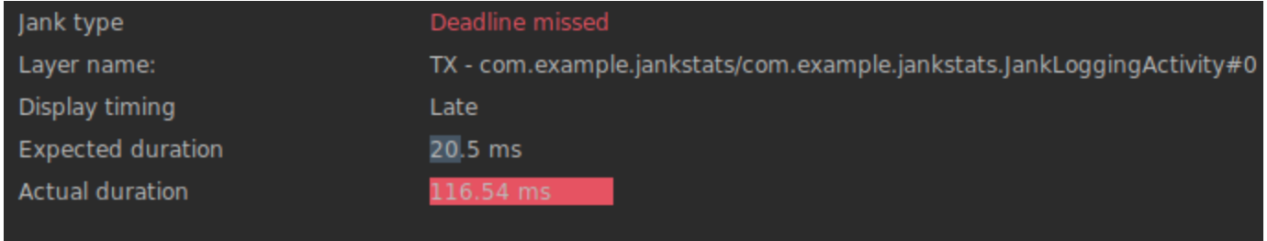 Jank type Deadline missed
Layer name: TX - com.example.jankstats/com.example.jankstats.JankLoggingActivity#0
Display timing Late
Expected duration 20.5 ms
Actual duration 116.54 ms